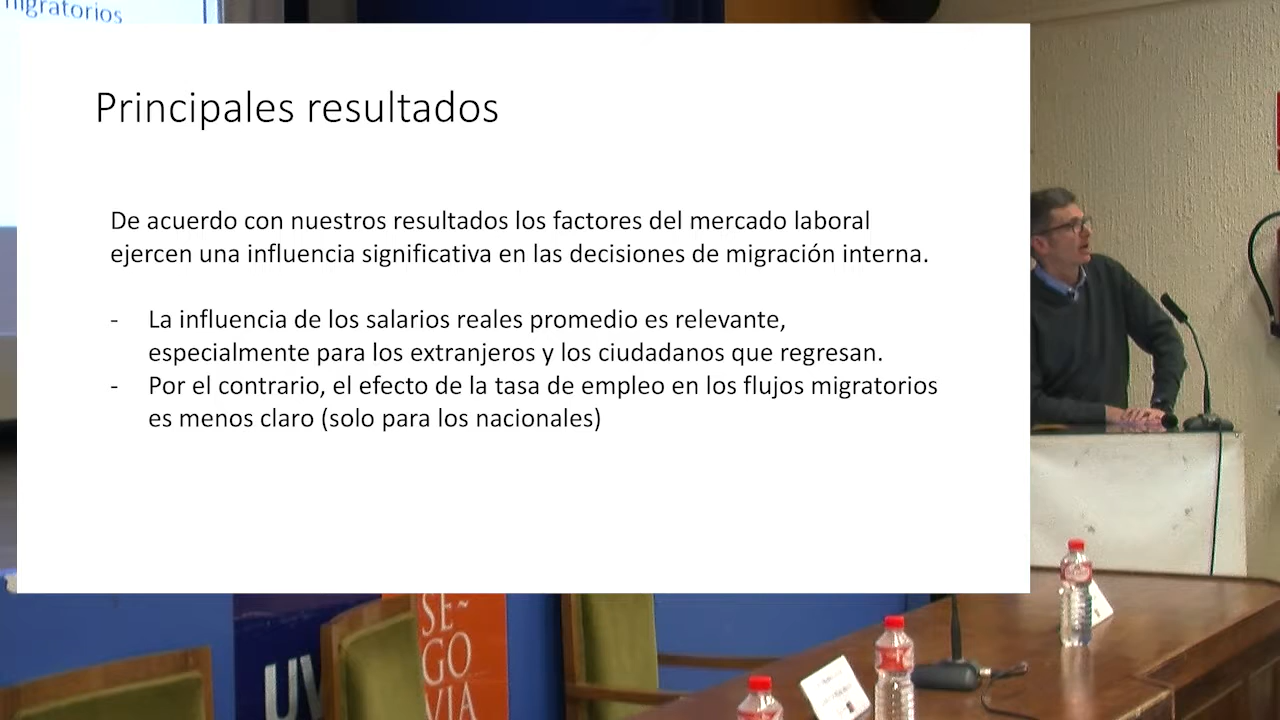 migratorios
Principales resultados
De acuerdo con nuestros resultados los factores del mercado laboral
ejercen una influencia significativa en las decisiones de migración interna.
- La influencia de los salarios reales promedio es relevante,
especialmente para los extranjeros y los ciudadanos que regresan.
- Por el contrario, el efecto de la tasa de empleo en los flujos migratorios
es menos claro (solo para los nacionales)
SE~
GO
VIA